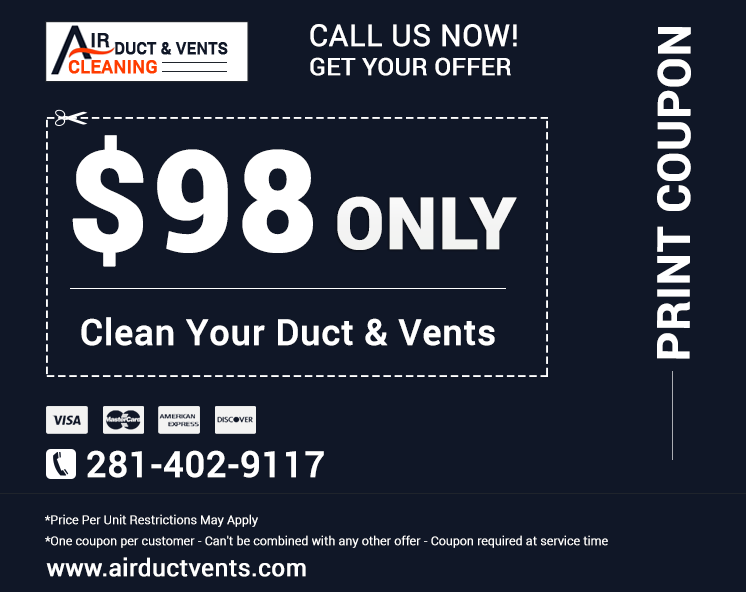 AIR DUCT & VENTS
CLEANING
CALL US NOW!
GET YOUR OFFER
PRINT COUPON
$98 ONLY
Clean Your Duct & Vents
VISA
MasterCard
AMERICAN
EXPRESS
DISCOVER
281-402-9117
*Price Per Unit Restrictions May Apply
*One coupon per customer - Can't be combined with any other offer - Coupon required at service time
www.airductvents.com